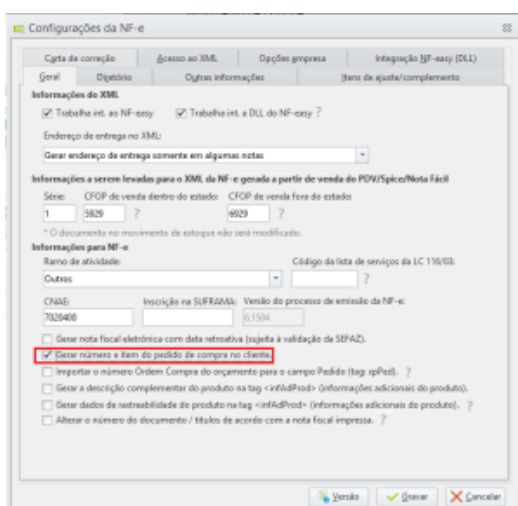 Configurações da NF-e
Carta de correção Acesso ao XML Opções empresa Integração NF-easy (DLL)
Geral Diretório Outras informações Itens de ajuste/complemento
Informações do XML
Trabalha int. ao NF-easy Trabalha int. a DLL do NF-easy ?
Endereço de entrega no XML:
Gerar endereço de entrega somente em algumas notas
Informações a serem levadas para o XML da NF-e gerada a partir de venda do PDV/Spice/Nota Fácil
Série: CFOP de venda dentro do estado: CFOP de venda fora do estado:
1 5929 ? 6929 ?
* O documento no movimento de estoque não será modificado.
Informações para NF-e
Ramo de atividade: Código da lista de serviços da LC 116/03:
Outros ?
CNAE: Inscrição na SUFRAMA: Versão do processo de emissão da NF-e:
7020400 6,1504
Gerar nota fiscal eletrônica com data retroativa (sujeita à validação da SEFAZ).
Gerar número e item do pedido de compra no cliente.
Importar o número Ordem Compra do orçamento para o campo Pedido (tag: xpPed). ?
Gerar a descrição complementar do produto na tag <infAdProd> (informações adicionais do produto).
Gerar dados de rastreabilidade do produto na tag <infAdProd> (informações adicionais do produto). ?
Alterar o número do documento / títulos de acordo com a nota fiscal impressa. ?
Versão Gravar Cancelar